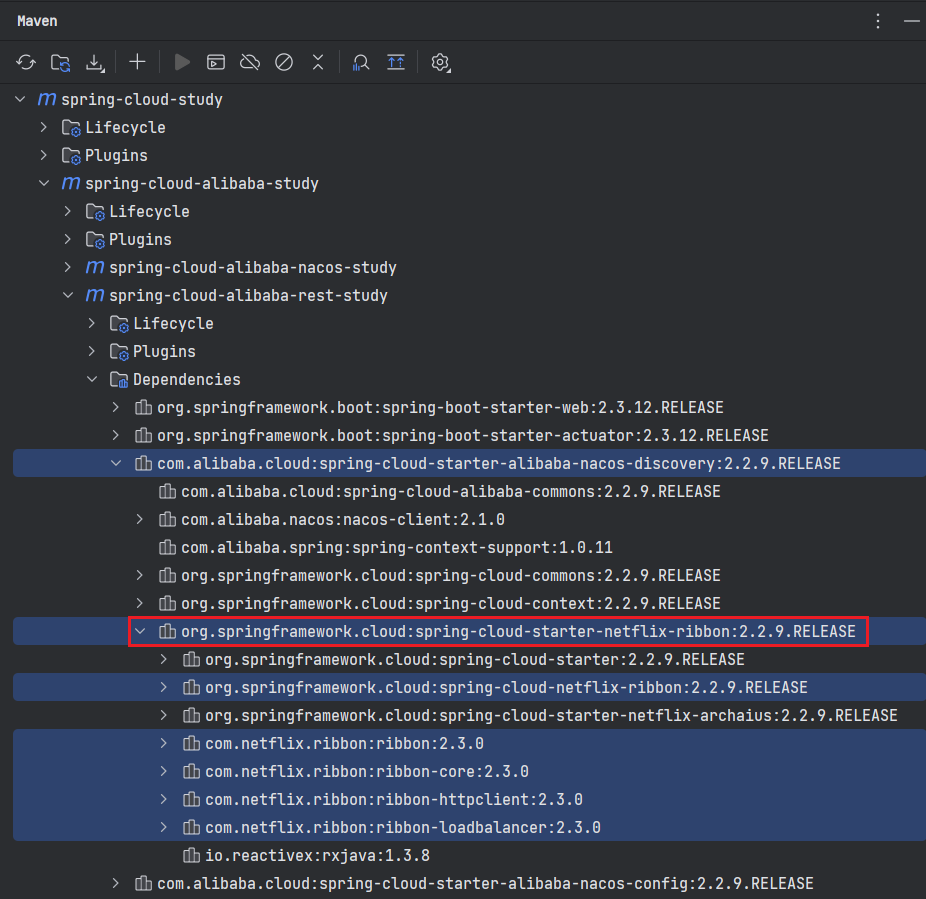 Maven
spring-cloud-study
Lifecycle
Plugins
spring-cloud-alibaba-study
Lifecycle
Plugins
spring-cloud-alibaba-nacos-study
spring-cloud-alibaba-rest-study
Lifecycle
Plugins
Dependencies
org.springframework.boot:spring-boot-starter-web:2.3.12.RELEASE
org.springframework.boot:spring-boot-starter-actuator:2.3.12.RELEASE
com.alibaba.cloud:spring-cloud-starter-alibaba-nacos-discovery:2.2.9.RELEASE
com.alibaba.cloud:spring-cloud-alibaba-commons:2.2.9.RELEASE
com.alibaba.nacos:nacos-client:2.1.0
com.alibaba.spring:spring-context-support:1.0.11
org.springframework.cloud:spring-cloud-commons:2.2.9.RELEASE
org.springframework.cloud:spring-cloud-context:2.2.9.RELEASE
org.springframework.cloud:spring-cloud-starter-netflix-ribbon:2.2.9.RELEASE
org.springframework.cloud:spring-cloud-starter:2.2.9.RELEASE
org.springframework.cloud:spring-cloud-netflix-ribbon:2.2.9.RELEASE
org.springframework.cloud:spring-cloud-starter-netflix-archaius:2.2.9.RELEASE
com.netflix.ribbon:ribbon:2.3.0
com.netflix.ribbon:ribbon-core:2.3.0
com.netflix.ribbon:ribbon-httpclient:2.3.0
com.netflix.ribbon:ribbon-loadbalancer:2.3.0
io.reactivex:rxjava:1.3.8
com.alibaba.cloud:spring-cloud-starter-alibaba-nacos-config:2.2.9.RELEASE